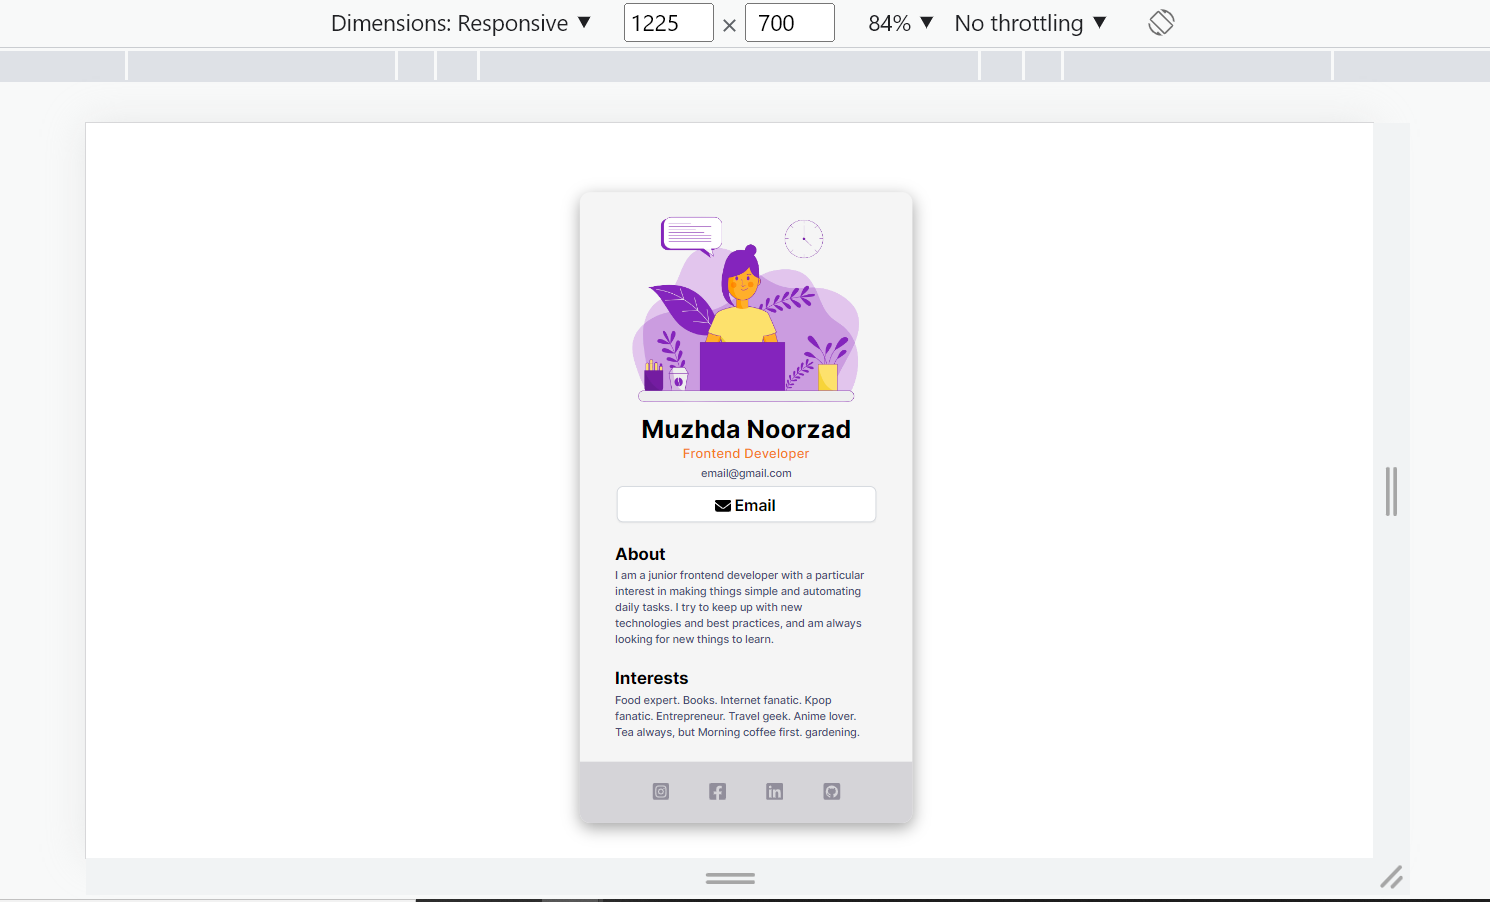 Dimensions: Responsive ▼ 1225 × 700 84% ▼ No throttling ▼
Muzhda Noorzad
Frontend Developer
email@gmail.com
Email
About
I am a junior frontend developer with a particular
interest in making things simple and automating
daily tasks. I try to keep up with new
technologies and best practices, and am always
looking for new things to learn.
Interests
Food expert. Books. Internet fanatic. Kpop
fanatic. Entrepreneur. Travel geek. Anime lover.
Tea always, but Morning coffee first. gardening.